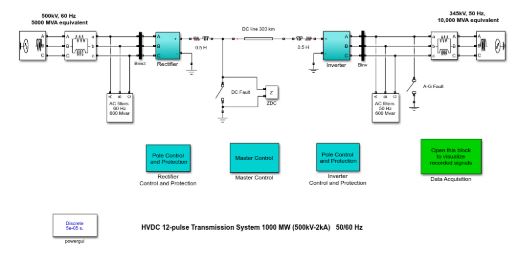 500kV, 60 Hz
5000 MVA equivalent
345kV, 50 Hz,
10,000 MVA equivalent
DC line 300 km
0.5 H
0.5 H
A
B
C
Brect
Rectifier
Inverter
Binv
DC Fault
Z
ZDC
A-G Fault
AC filters
60 Hz
600 Mvar
AC filters
50 Hz
600 Mvar
Pole Control
and Protection
Rectifier
Control and Protection
Master Control
Master Control
Pole Control
and Protection
Inverter
Control and Protection
Open this block
to visualize
recorded signals
Data Acquisition
Discrete
5e-05 s.
powergui
HVDC 12-pulse Transmission System 1000 MW (500kV-2kA) 50/60 Hz